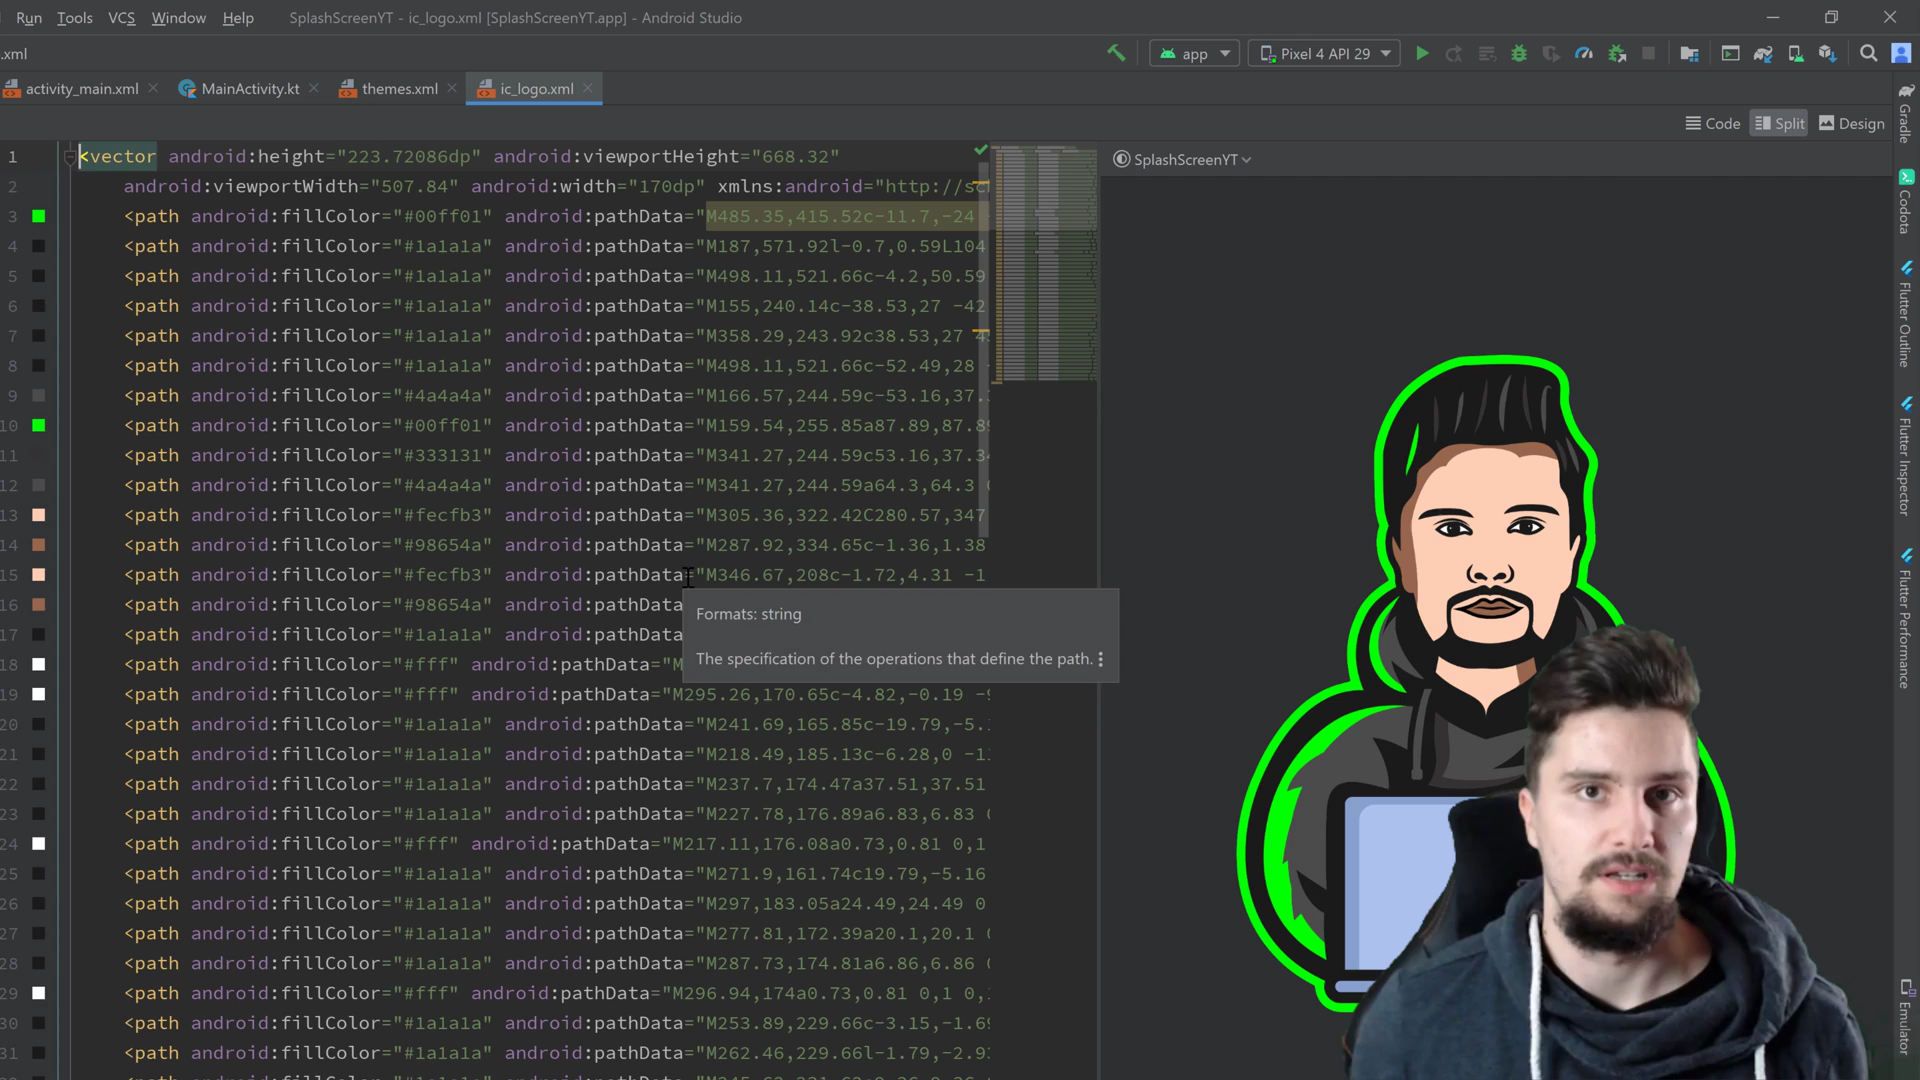 Run Tools VCS Window Help SplashScreenYT - ic_logo.xml [SplashScreenYT.app] - Android Studio
.xml app Pixel 4 API 29
activity_main.xml MainActivity.kt themes.xml ic_logo.xml
Code Split Design
SplashScreenYT
1 <vector android:height="223.72086dp" android:viewportHeight="668.32"
2 android:viewportWidth="507.84" android:width="170dp" xmlns:android="http://sc
3 <path android:fillColor="#00ff01" android:pathData="M485.35,415.52c-11.7,-24
4 <path android:fillColor="#1a1a1a" android:pathData="M187,571.92l-0.7,0.59L104
5 <path android:fillColor="#1a1a1a" android:pathData="M498.11,521.66c-4.2,50.59
6 <path android:fillColor="#1a1a1a" android:pathData="M155,240.14c-38.53,27 -42
7 <path android:fillColor="#1a1a1a" android:pathData="M358.29,243.92c38.53,27 4
8 <path android:fillColor="#1a1a1a" android:pathData="M498.11,521.66c-52.49,28
9 <path android:fillColor="#4a4a4a" android:pathData="M166.57,244.59c-53.16,37.
10 <path android:fillColor="#00ff01" android:pathData="M159.54,255.85a87.89,87.89
11 <path android:fillColor="#333131" android:pathData="M341.27,244.59c53.16,37.34
12 <path android:fillColor="#4a4a4a" android:pathData="M341.27,244.59a64.3,64.3
13 <path android:fillColor="#fecfb3" android:pathData="M305.36,322.42C280.57,347
14 <path android:fillColor="#98654a" android:pathData="M287.92,334.65c-1.36,1.38
15 <path android:fillColor="#fecfb3" android:pathData="M346.67,208c-1.72,4.31 -1
16 <path android:fillColor="#98654a" android:pathData
17 <path android:fillColor="#1a1a1a" android:pathData
18 <path android:fillColor="#fff" android:pathData="M
19 <path android:fillColor="#fff" android:pathData="M295.26,170.65c-4.82,-0.19 -9
20 <path android:fillColor="#1a1a1a" android:pathData="M241.69,165.85c-19.79,-5.
21 <path android:fillColor="#1a1a1a" android:pathData="M218.49,185.13c-6.28,0 -1
22 <path android:fillColor="#1a1a1a" android:pathData="M237.7,174.47a37.51,37.51
23 <path android:fillColor="#1a1a1a" android:pathData="M227.78,176.89a6.83,6.83
24 <path android:fillColor="#fff" android:pathData="M217.11,176.08a0.73,0.81 0,1
25 <path android:fillColor="#1a1a1a" android:pathData="M271.9,161.74c19.79,-5.16
26 <path android:fillColor="#1a1a1a" android:pathData="M297,183.05a24.49,24.49 0
27 <path android:fillColor="#1a1a1a" android:pathData="M277.81,172.39a20.1,20.1
28 <path android:fillColor="#1a1a1a" android:pathData="M287.73,174.81a6.86,6.86
29 <path android:fillColor="#fff" android:pathData="M296.94,174a0.73,0.81 0,1 0,
30 <path android:fillColor="#1a1a1a" android:pathData="M253.89,229.66c-3.15,-1.69
31 <path android:fillColor="#1a1a1a" android:pathData="M262.46,229.66l-1.79,-2.9
Formats: string
The specification of the operations that define the path.
Gradle
Codota
Flutter Outline
Flutter Inspector
Flutter Performance
Emulator